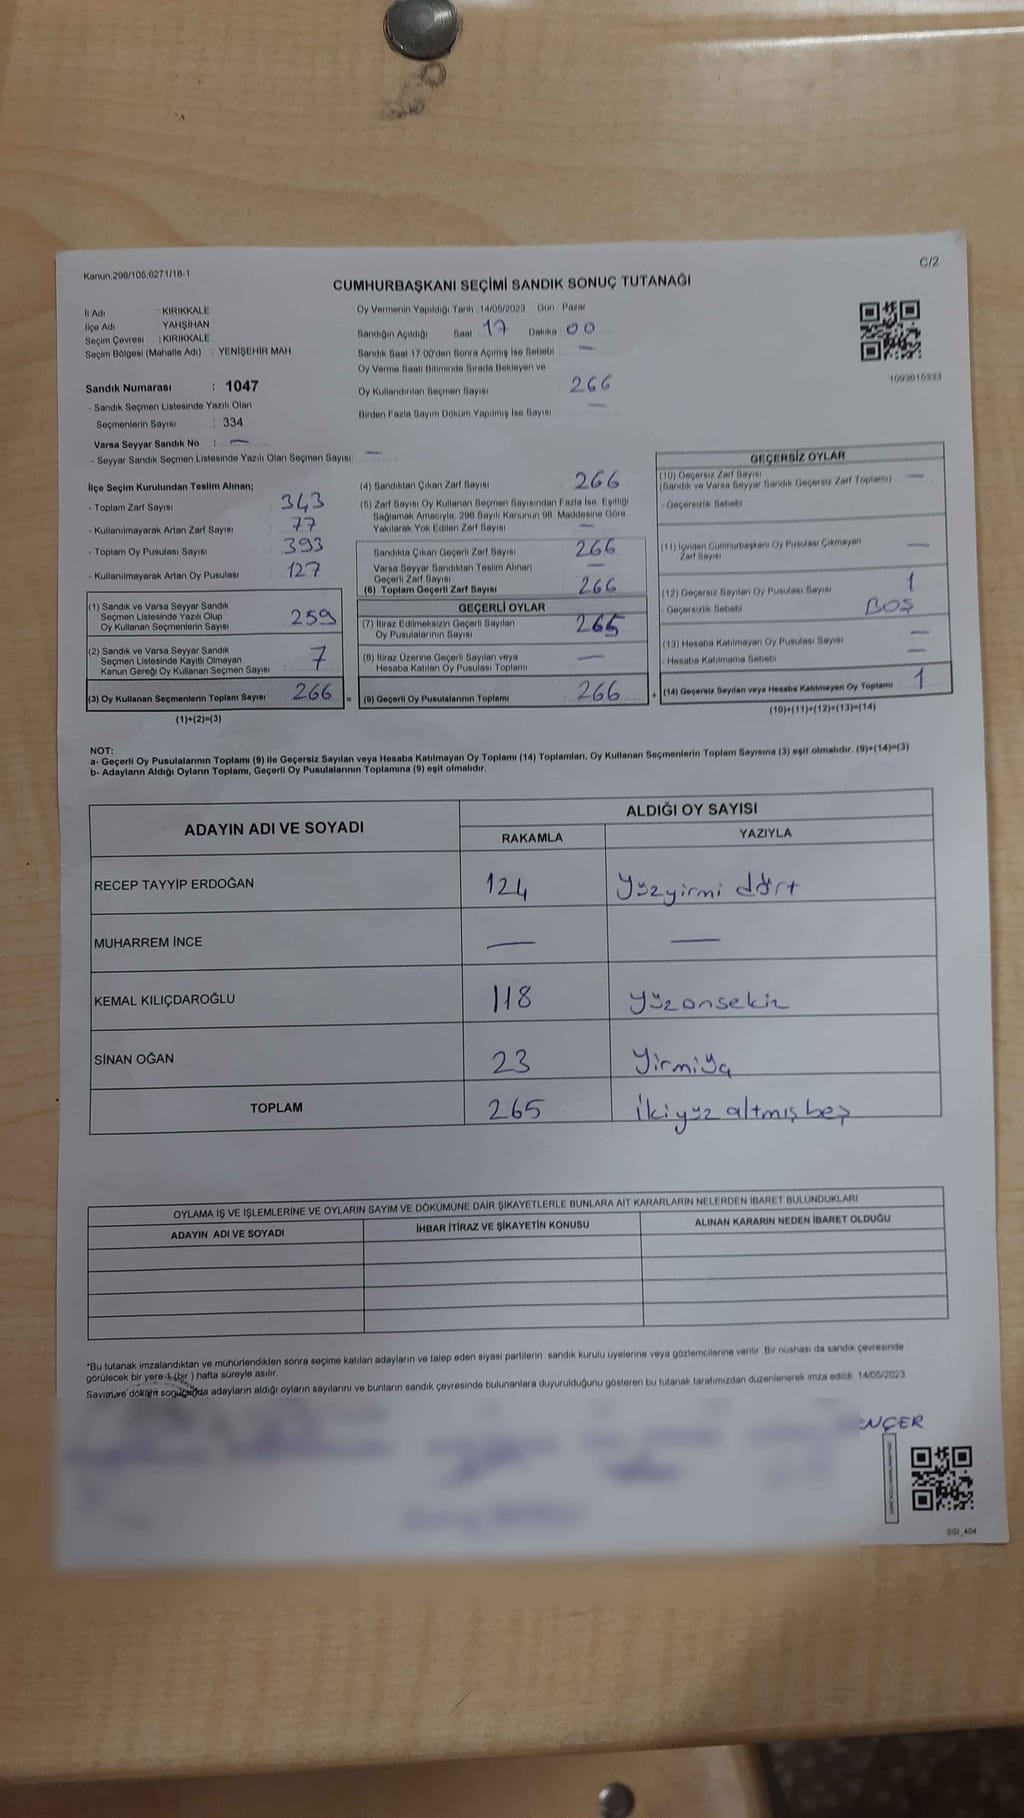 Kanun.298/105,6271/18-1
C/2
CUMHURBAŞKANI SEÇİMİ SANDIK SONUÇ TUTANAĞI
İl Adı : KIRIKKALE
İlçe Adı : YAHŞİHAN
Seçim Çevresi : KIRIKKALE
Seçim Bölgesi (Mahalle Adı) : YENİŞEHİR MAH.
Sandık Numarası : 1047
- Sandık Seçmen Listesinde Yazılı Olan
Seçmenlerin Sayısı : 334
Varsa Seyyar Sandık No : —
- Seyyar Sandık Seçmen Listesinde Yazılı Olan Seçmen Sayısı: —
Oy Vermenin Yapıldığı Tarih : 14/05/2023 Gün : Pazar
Sandığın Açıldığı Saat 17 Dakika 00
Sandık Saat 17.00'den Sonra Açılmış İse Sebebi : —
Oy Verme Saati Bitiminde Sırada Bekleyen ve
Oy Kullandırılan Seçmen Sayısı 266
Birden Fazla Sayım Döküm Yapılmış İse Sayısı —
1093616333
İlçe Seçim Kurulundan Teslim Alınan;
- Toplam Zarf Sayısı : 343
- Kullanılmayarak Artan Zarf Sayısı : 77
- Toplam Oy Pusulası Sayısı : 393
- Kullanılmayarak Artan Oy Pusulası : 127
(1) Sandık ve Varsa Seyyar Sandık
Seçmen Listesinde Yazılı Olup
Oy Kullanan Seçmenlerin Sayısı 259
(2) Sandık ve Varsa Seyyar Sandık
Seçmen Listesinde Kayıtlı Olmayan
Kanun Gereği Oy Kullanan Seçmen Sayısı 7
(3) Oy Kullanan Seçmenlerin Toplam Sayısı 266 =
(1)+(2)=(3)
(4) Sandıktan Çıkan Zarf Sayısı 266
(5) Zarf Sayısı Oy Kullanan Seçmen Sayısından Fazla İse, Eşitliği
Sağlamak Amacıyla, 298 Sayılı Kanunun 98. Maddesine Göre
Yakılarak Yok Edilen Zarf Sayısı —
Sandıkta Çıkan Geçerli Zarf Sayısı 266
Varsa Seyyar Sandıktan Teslim Alınan
Geçerli Zarf Sayısı —
(6) Toplam Geçerli Zarf Sayısı 266
GEÇERLİ OYLAR
(7) İtiraz Edilmeksizin Geçerli Sayılan
Oy Pusulalarının Sayısı 265
(8) İtiraz Üzerine Geçerli Sayılan veya
Hesaba Katılan Oy Pusulası Toplamı —
(9) Geçerli Oy Pusulalarının Toplamı 266 +
GEÇERSİZ OYLAR
(10) Geçersiz Zarf Sayısı
(Sandık ve Varsa Seyyar Sandık Geçersiz Zarf Toplamı) —
- Geçersizlik Sebebi
(11) İçinden Cumhurbaşkanı Oy Pusulası Çıkmayan
Zarf Sayısı —
(12) Geçersiz Sayılan Oy Pusulası Sayısı 1
- Geçersizlik Sebebi BOŞ
(13) Hesaba Katılmayan Oy Pusulası Sayısı —
- Hesaba Katılmama Sebebi —
(14) Geçersiz Sayılan veya Hesaba Katılmayan Oy Toplamı 1
(10)+(11)+(12)+(13)=(14)
NOT:
a- Geçerli Oy Pusulalarının Toplamı (9) ile Geçersiz Sayılan veya Hesaba Katılmayan Oy Toplamı (14) Toplamları, Oy Kullanan Seçmenlerin Toplam Sayısına (3) eşit olmalıdır. (9)+(14)=(3)
b- Adayların Aldığı Oyların Toplamı, Geçerli Oy Pusulalarının Toplamına (9) eşit olmalıdır.
ADAYIN ADI VE SOYADI
ALDIĞI OY SAYISI
RAKAMLA YAZIYLA
RECEP TAYYİP ERDOĞAN 124 Yüzyirmi dört
MUHARREM İNCE — —
KEMAL KILIÇDAROĞLU 118 yüzonsekiz
SİNAN OĞAN 23 Yirmiüç
TOPLAM 265 İkiyüz altmış beş
OYLAMA İŞ VE İŞLEMLERİNE VE OYLARIN SAYIM VE DÖKÜMÜNE DAİR ŞİKAYETLERLE BUNLARA AİT KARARLARIN NELERDEN İBARET BULUNDUKLARI
ADAYIN ADI VE SOYADI İHBAR İTİRAZ VE ŞİKAYETİN KONUSU ALINAN KARARIN NEDEN İBARET OLDUĞU
*Bu tutanak imzalandıktan ve mühürlendikten sonra seçime katılan adayların ve talep eden siyasi partilerin sandık kurulu üyelerine veya gözlemcilerine verilir. Bir nüshası da sandık çevresinde
görülecek bir yere 1 (bir ) hafta süreyle asılır.
Sayım ve döküm sonucunda adayların aldığı oyların sayılarını ve bunların sandık çevresinde bulunanlara duyurulduğunu gösteren bu tutanak tarafımızdan düzenlenerek imza edildi. 14/05/2023
NÇER
SSI_404